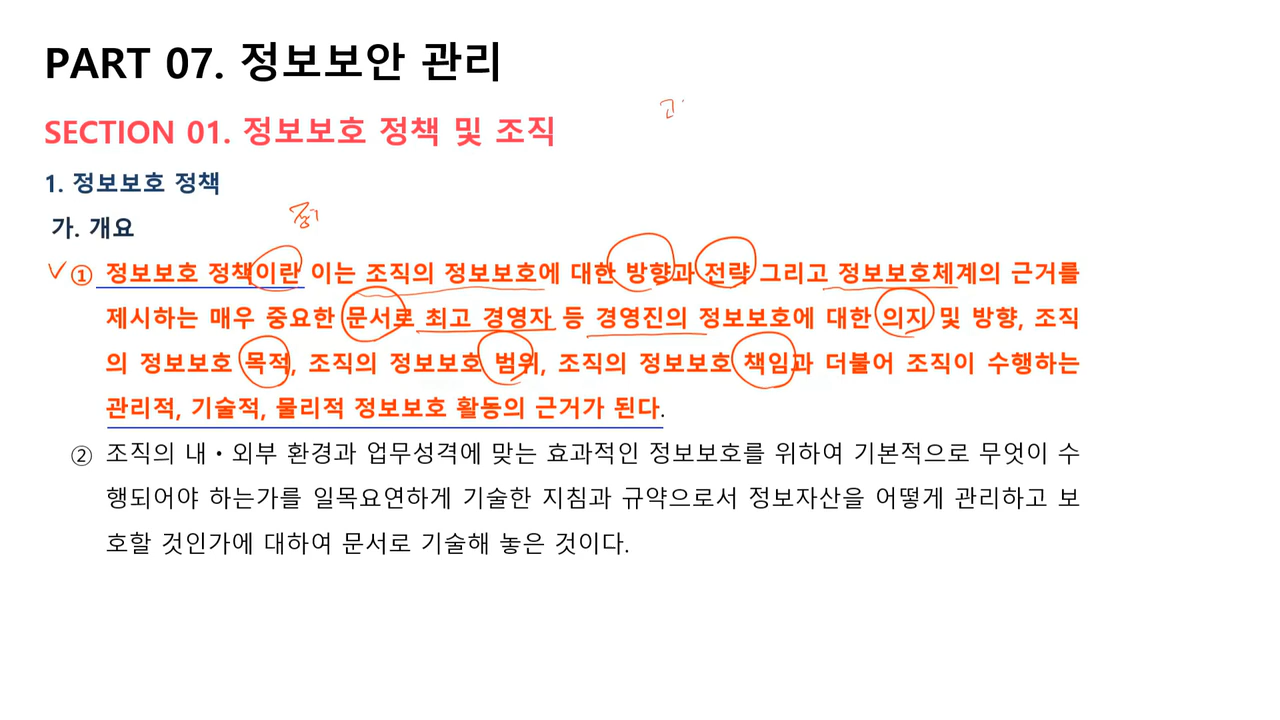 PART 07. 정보보안 관리
SECTION 01. 정보보호 정책 및 조직
1. 정보보호 정책
가. 개요
① 정보보호 정책이란 이는 조직의 정보보호에 대한 방향과 전략 그리고 정보보호체계의 근거를
제시하는 매우 중요한 문서로 최고 경영자 등 경영진의 정보보호에 대한 의지 및 방향, 조직
의 정보보호 목적, 조직의 정보보호 범위, 조직의 정보보호 책임과 더불어 조직이 수행하는
관리적, 기술적, 물리적 정보보호 활동의 근거가 된다.
② 조직의 내・외부 환경과 업무성격에 맞는 효과적인 정보보호를 위하여 기본적으로 무엇이 수
행되어야 하는가를 일목요연하게 기술한 지침과 규약으로서 정보자산을 어떻게 관리하고 보
호할 것인가에 대하여 문서로 기술해 놓은 것이다.